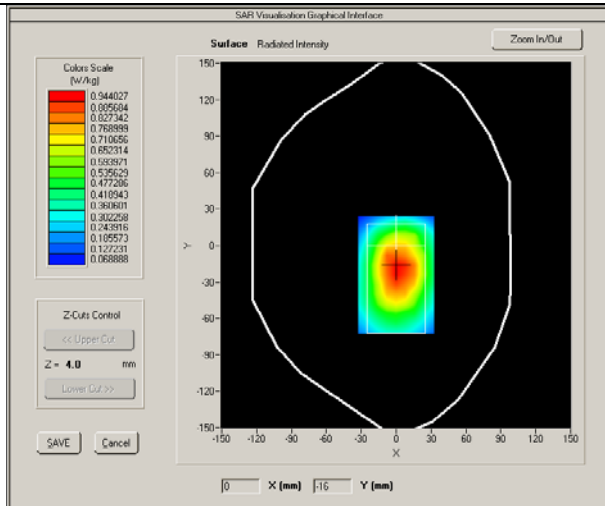 SAR Visualisation Graphical Interface
Surface Radiated Intensity
Zoom In/Out
Colors Scale
(W/kg)
0.944027
0.885684
0.827342
0.768999
0.710656
0.652314
0.593971
0.535629
0.477286
0.418943
0.360601
0.302258
0.243916
0.185573
0.127231
0.068888
Z-Cuts Control
<< Upper Cut
Z = 4.0 mm
Lower Cut >>
SAVE Cancel
150
120
90
60
30
0
-30
-60
-90
-120
-150
Y
-150 -120 -90 -60 -30 0 30 60 90 120 150
X
0 X (mm) -16 Y (mm)